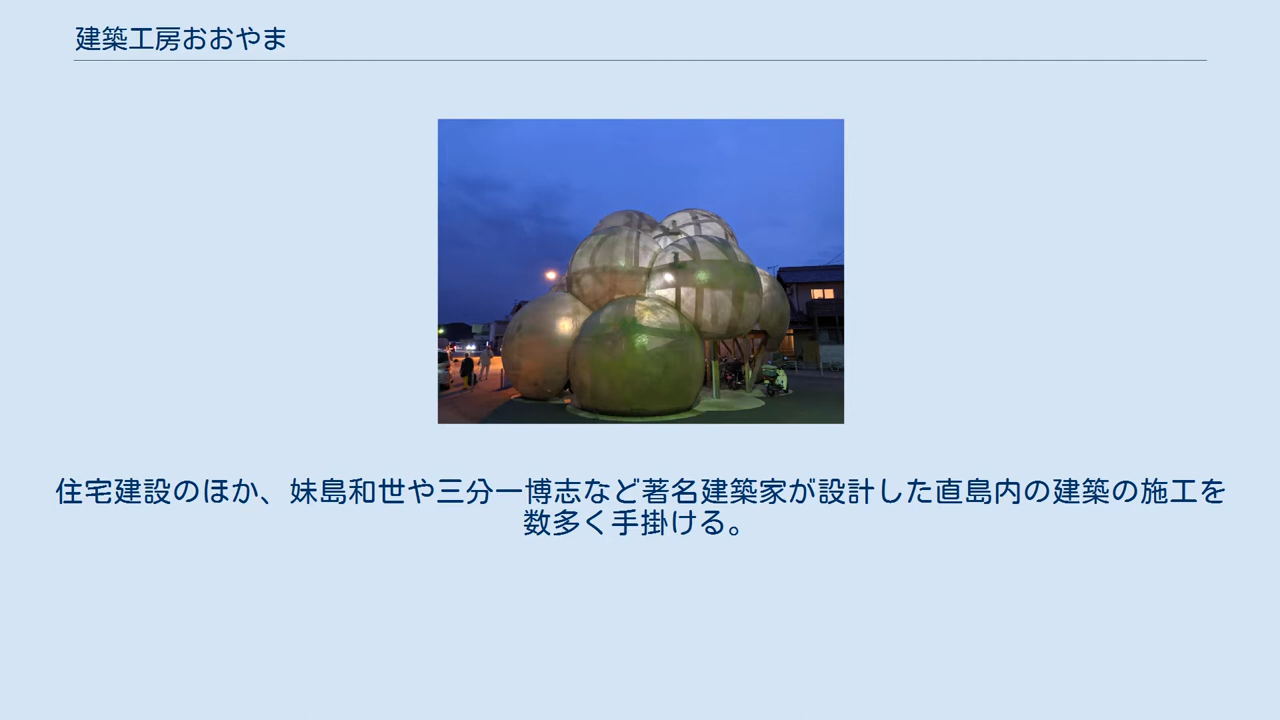 建築工房おおやま
住宅建設のほか、妹島和世や三分一博志など著名建築家が設計した直島内の建築の施工を
数多く手掛ける。